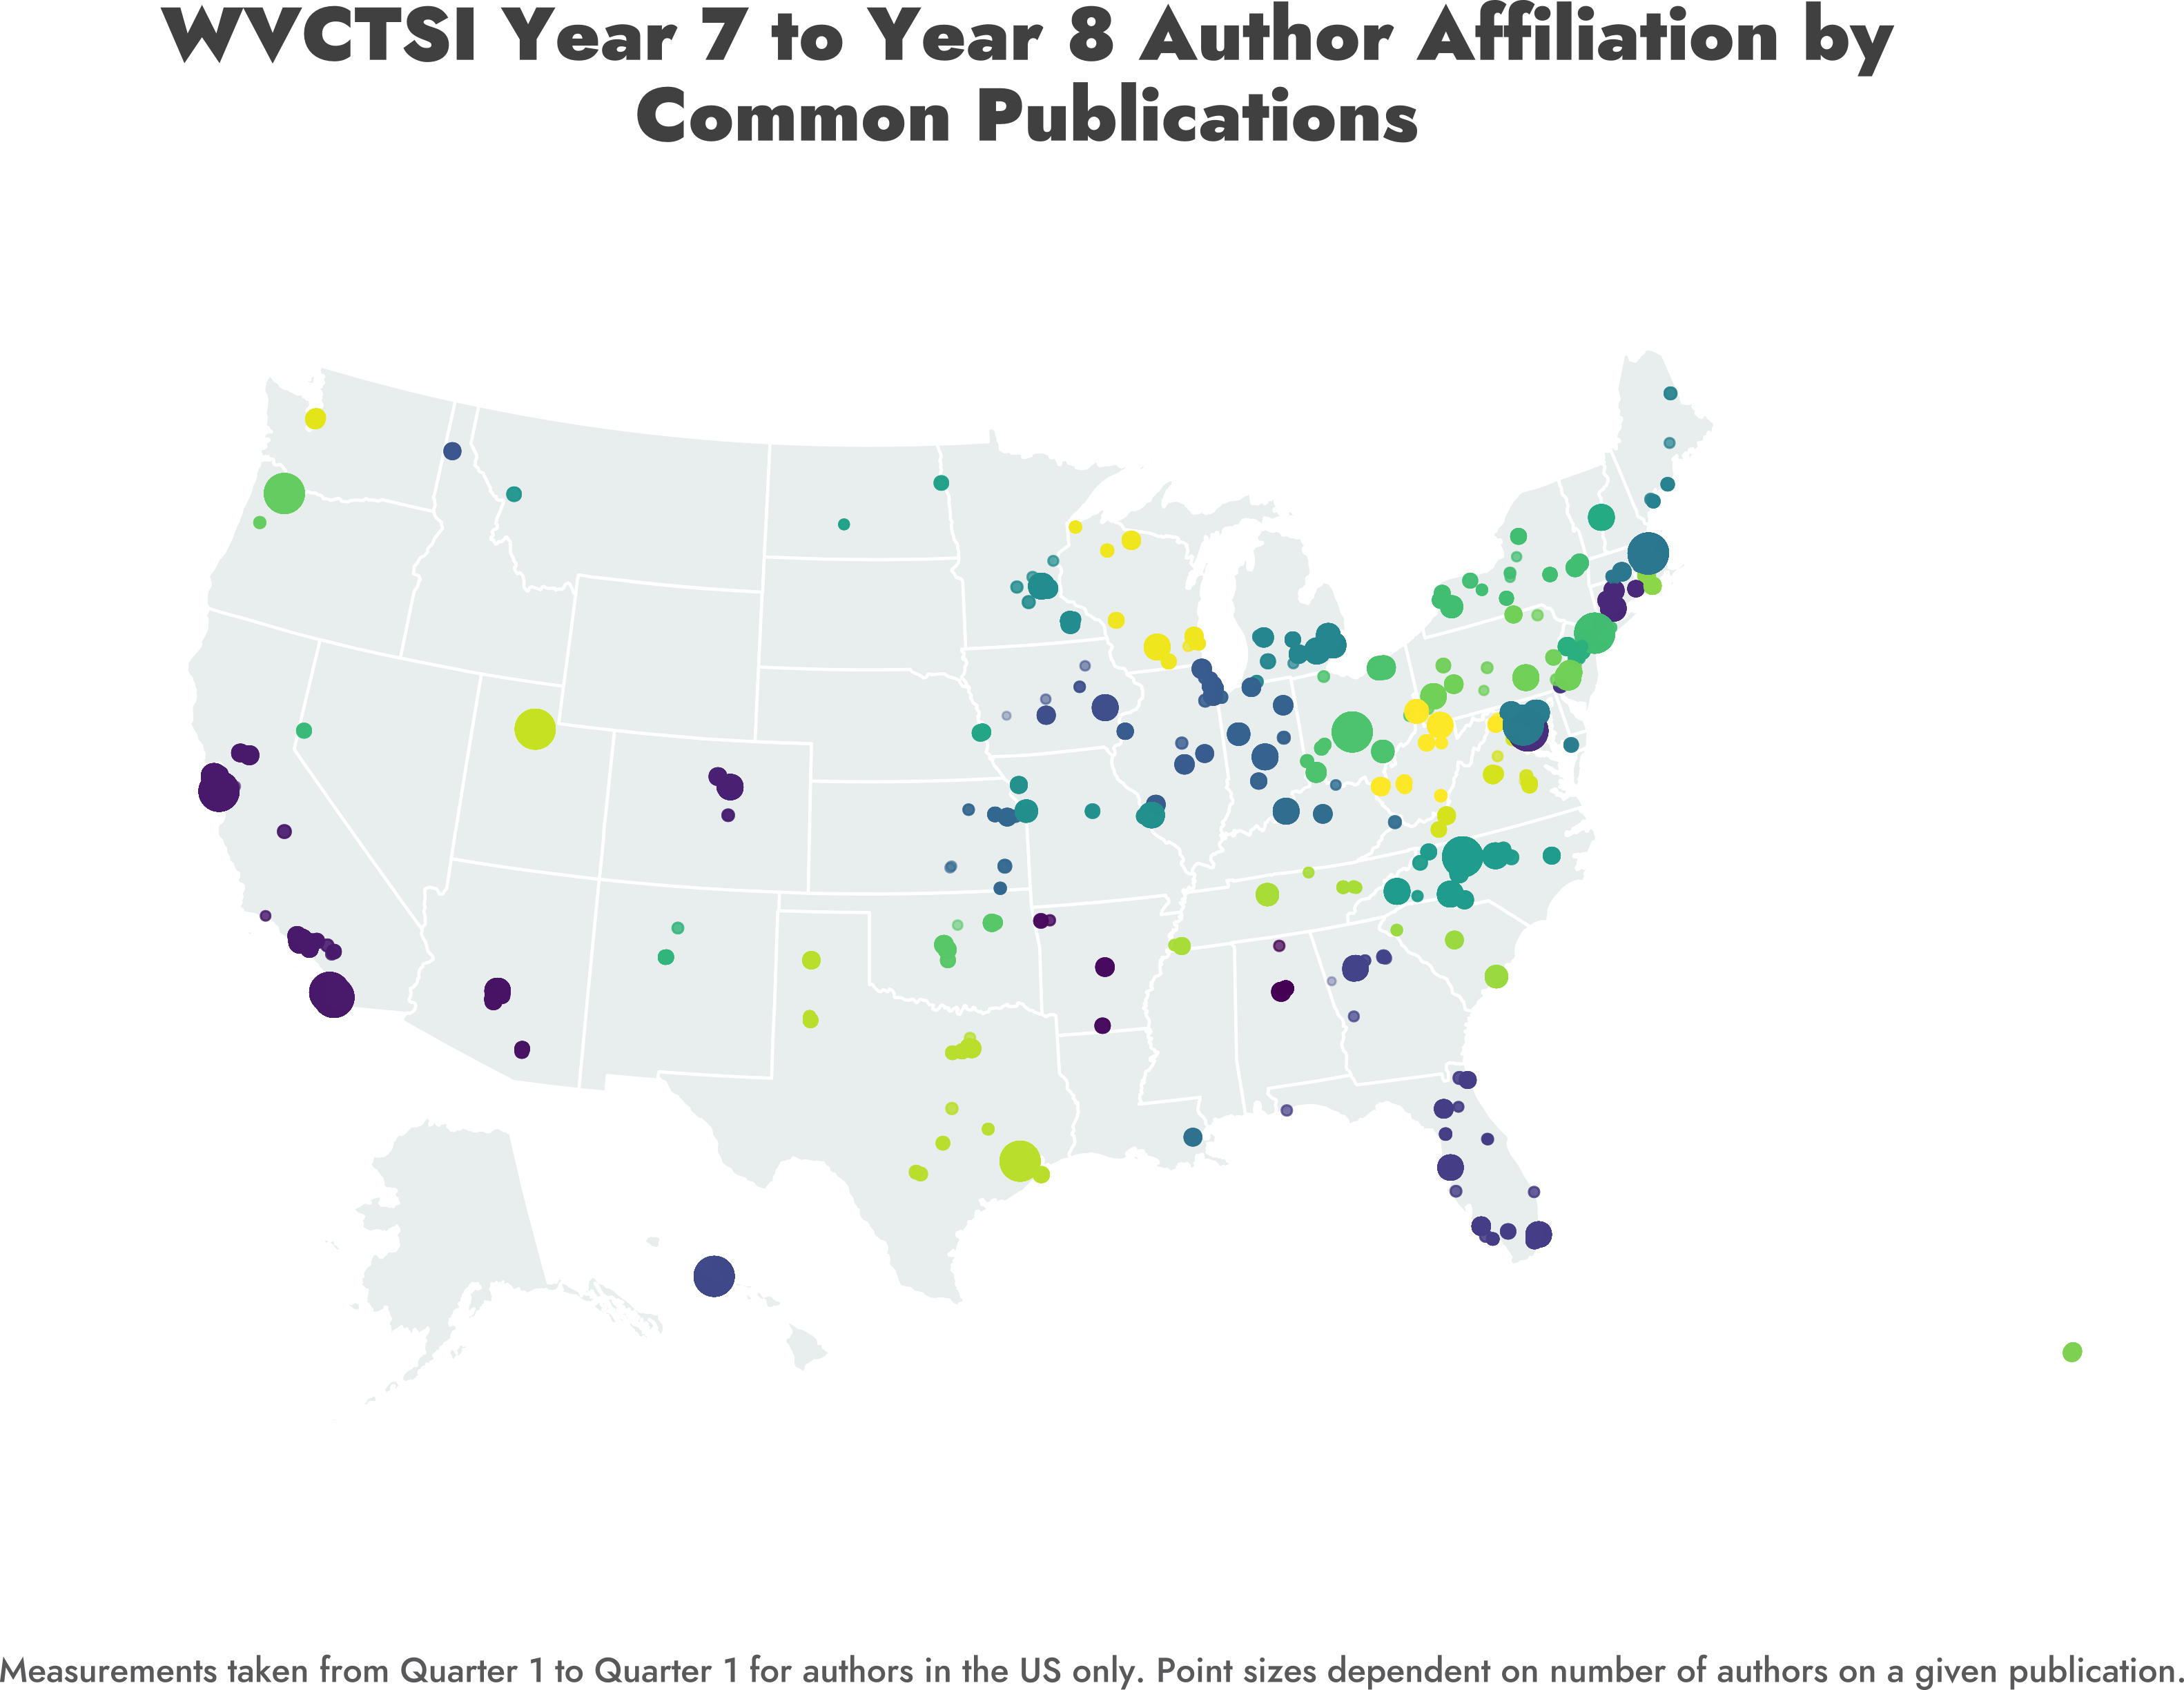 WVCTSI Year 7 to Year 8 Author Affiliation by
Common Publications
Measurements taken from Quarter 1 to Quarter 1 for authors in the US only. Point sizes dependent on number of authors on a given publication.